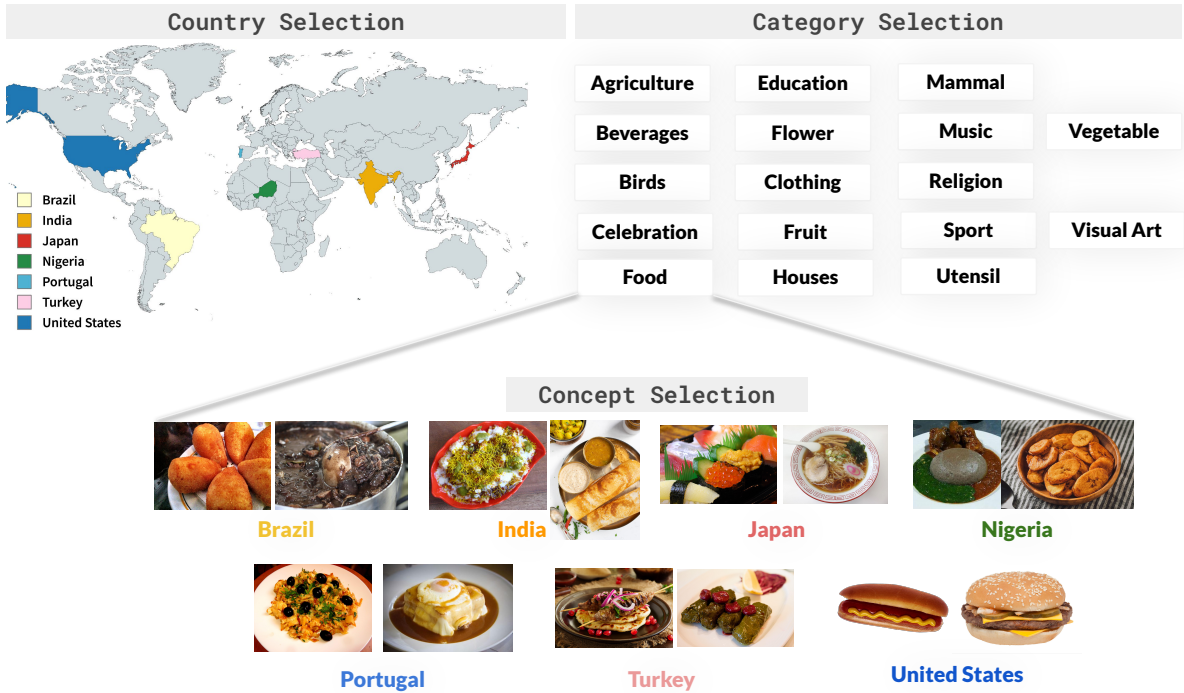 Country Selection
Brazil
India
Japan
Nigeria
Portugal
Turkey
United States
Category Selection
Agriculture
Education
Mammal
Beverages
Flower
Music
Vegetable
Birds
Clothing
Religion
Celebration
Fruit
Sport
Visual Art
Food
Houses
Utensil
Concept Selection
Brazil
India
Japan
Nigeria
Portugal
Turkey
United States